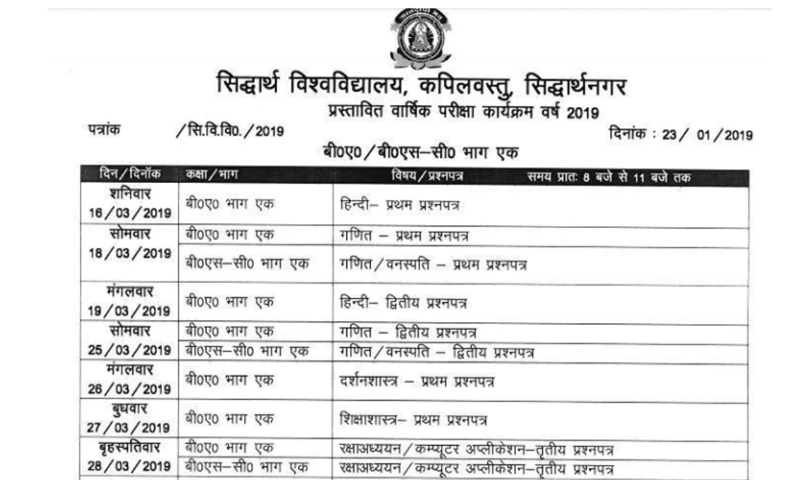 सिद्धार्थ विश्वविद्यालय, कपिलवस्तु, सिद्धार्थनगर
प्रस्तावित वार्षिक परीक्षा कार्यक्रम वर्ष 2019
पत्रांक /सि.वि.वि0./2019 दिनांक : 23/ 01/2019
बी0ए0/बी0एस–सी0 भाग एक
दिन/दिनॉक कक्षा/भाग विषय/प्रश्नपत्र समय प्रातः 8 बजे से 11 बजे तक
शनिवार
16/03/2019 बी0ए0 भाग एक हिन्दी– प्रथम प्रश्नपत्र
सोमवार बी0ए0 भाग एक गणित – प्रथम प्रश्नपत्र
18/03/2019 बी0एस–सी0 भाग एक गणित/वनस्पति – प्रथम प्रश्नपत्र
मंगलवार
19/03/2019 बी0ए0 भाग एक हिन्दी– द्वितीय प्रश्नपत्र
सोमवार बी0ए0 भाग एक गणित – द्वितीय प्रश्नपत्र
25/03/2019 बी0एस–सी0 भाग एक गणित/वनस्पति – द्वितीय प्रश्नपत्र
मंगलवार
26/03/2019 बी0ए0 भाग एक दर्शनशास्त्र – प्रथम प्रश्नपत्र
बुधवार
27/03/2019 बी0ए0 भाग एक शिक्षाशास्त्र– प्रथम प्रश्नपत्र
बृहस्पतिवार बी0ए0 भाग एक रक्षाअध्ययन/कम्प्यूटर अप्लीकेशन–तृतीय प्रश्नपत्र
28/03/2019 बी0एस–सी0 भाग एक रक्षाअध्ययन/कम्प्यूटर अप्लीकेशन–तृतीय प्रश्नपत्र